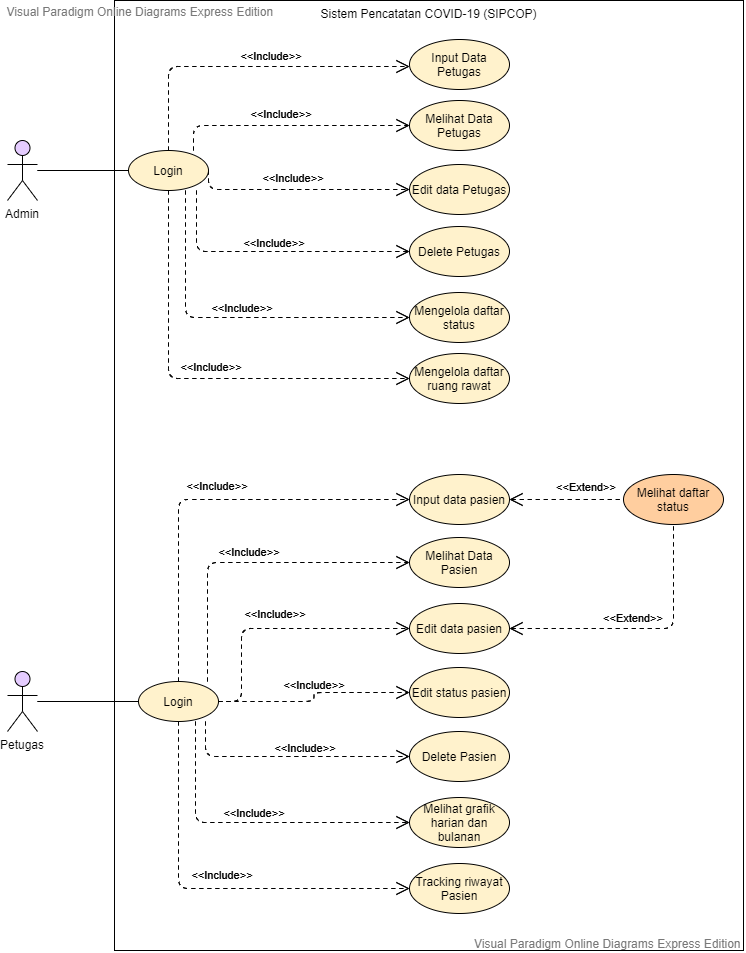 Visual Paradigm Online Diagrams Express Edition
Sistem Pencatatan COVID-19 (SIPCOP)
<<Include>>
Input Data
Petugas
<<Include>>
Melihat Data
Petugas
Login
<<Include>>
Edit data Petugas
Admin
<<Include>>
Delete Petugas
<<Include>>
Mengelola daftar
status
<<Include>>
Mengelola daftar
ruang rawat
<<Include>>
Input data pasien
<<Extend>>
Melihat daftar
status
<<Include>>
Melihat Data
Pasien
<<Include>>
Edit data pasien
<<Extend>>
<<Include>>
Edit status pasien
Login
Petugas
<<Include>>
Delete Pasien
<<Include>>
Melihat grafik
harian dan
bulanan
<<Include>>
Tracking riwayat
Pasien
Visual Paradigm Online Diagrams Express Edition